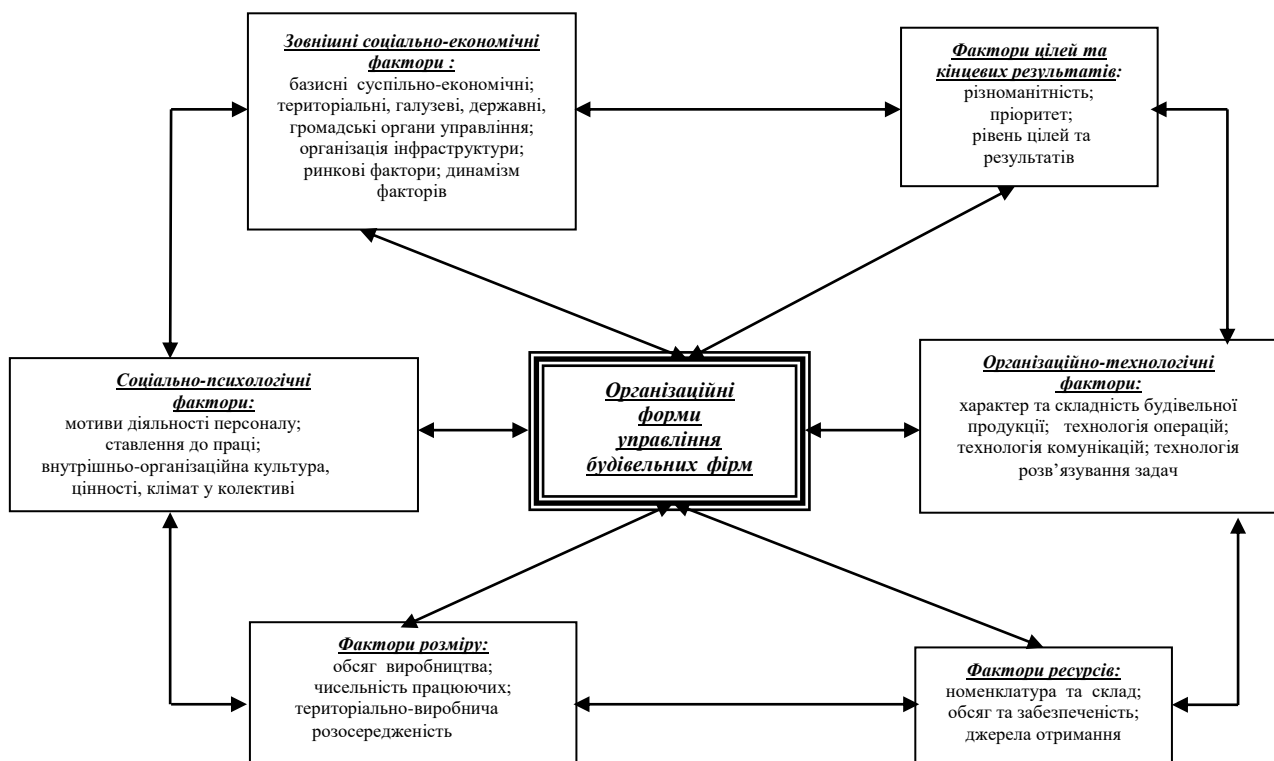 Зовнішні соціально-економічні
фактори :
базисні суспільно-економічні;
територіальні, галузеві, державні,
громадські органи управління;
організація інфраструктури;
ринкові фактори; динамізм
факторів
Фактори цілей та
кінцевих результатів:
різноманітність;
пріоритет;
рівень цілей та
результатів
Соціально-психологічні
фактори:
мотиви діяльності персоналу;
ставлення до праці;
внутрішньо-організаційна культура,
цінності, клімат у колективі
Організаційні
форми
управління
будівельних фірм
Організаційно-технологічні
фактори:
характер та складність будівельної
продукції; технологія операцій;
технологія комунікацій; технологія
розв’язування задач
Фактори розміру:
обсяг виробництва;
чисельність працюючих;
територіально-виробнича
розосередженість
Фактори ресурсів:
номенклатура та склад;
обсяг та забезпеченість;
джерела отримання